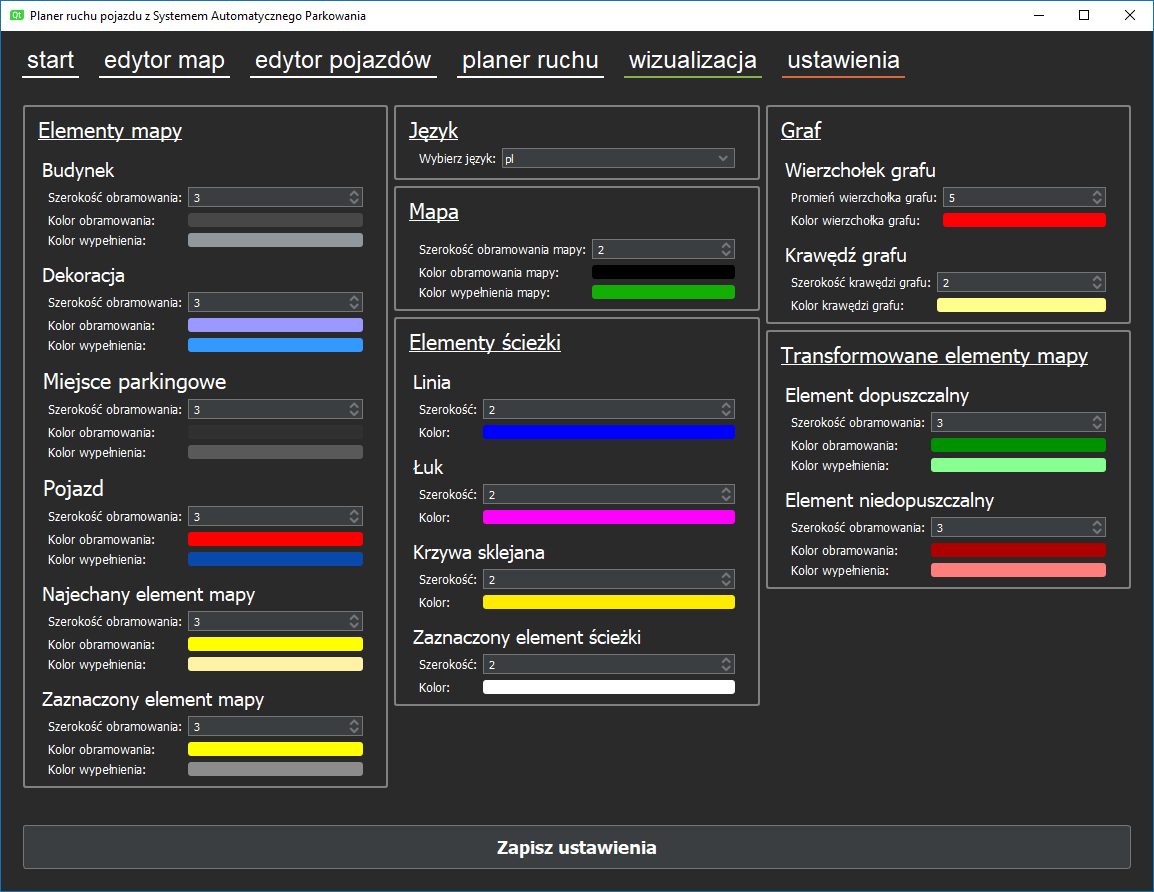 Qt Planer ruchu pojazdu z Systemem Automatycznego Parkowania
start edytor map edytor pojazdów planer ruchu wizualizacja ustawienia
Elementy mapy
Budynek
Szerokość obramowania: 3
Kolor obramowania:
Kolor wypełnienia:
Dekoracja
Szerokość obramowania: 3
Kolor obramowania:
Kolor wypełnienia:
Miejsce parkingowe
Szerokość obramowania: 3
Kolor obramowania:
Kolor wypełnienia:
Pojazd
Szerokość obramowania: 3
Kolor obramowania:
Kolor wypełnienia:
Najechany element mapy
Szerokość obramowania: 3
Kolor obramowania:
Kolor wypełnienia:
Zaznaczony element mapy
Szerokość obramowania: 3
Kolor obramowania:
Kolor wypełnienia:
Język
Wybierz język: pl
Mapa
Szerokość obramowania mapy: 2
Kolor obramowania mapy:
Kolor wypełnienia mapy:
Elementy ścieżki
Linia
Szerokość: 2
Kolor:
Łuk
Szerokość: 2
Kolor:
Krzywa sklejana
Szerokość: 2
Kolor:
Zaznaczony element ścieżki
Szerokość: 2
Kolor:
Graf
Wierzchołek grafu
Promień wierzchołka grafu: 5
Kolor wierzchołka grafu:
Krawędź grafu
Szerokość krawędzi grafu: 2
Kolor krawędzi grafu:
Transformowane elementy mapy
Element dopuszczalny
Szerokość obramowania: 3
Kolor obramowania:
Kolor wypełnienia:
Element niedopuszczalny
Szerokość obramowania: 3
Kolor obramowania:
Kolor wypełnienia:
Zapisz ustawienia